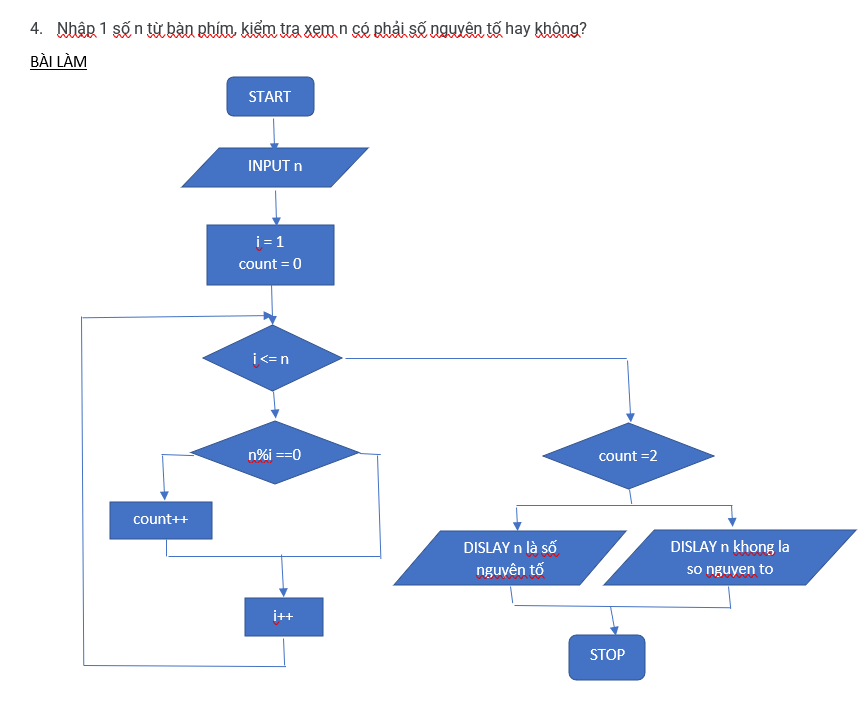 4. Nhập 1 số n từ bàn phím, kiểm tra xem n có phải số nguyên tố hay không?
BÀI LÀM
START
INPUT n
i = 1
count = 0
i <= n
n%i ==0
count =2
count++
DISLAY n là số
nguyên tố
DISLAY n khong la
so nguyen to
i++
STOP